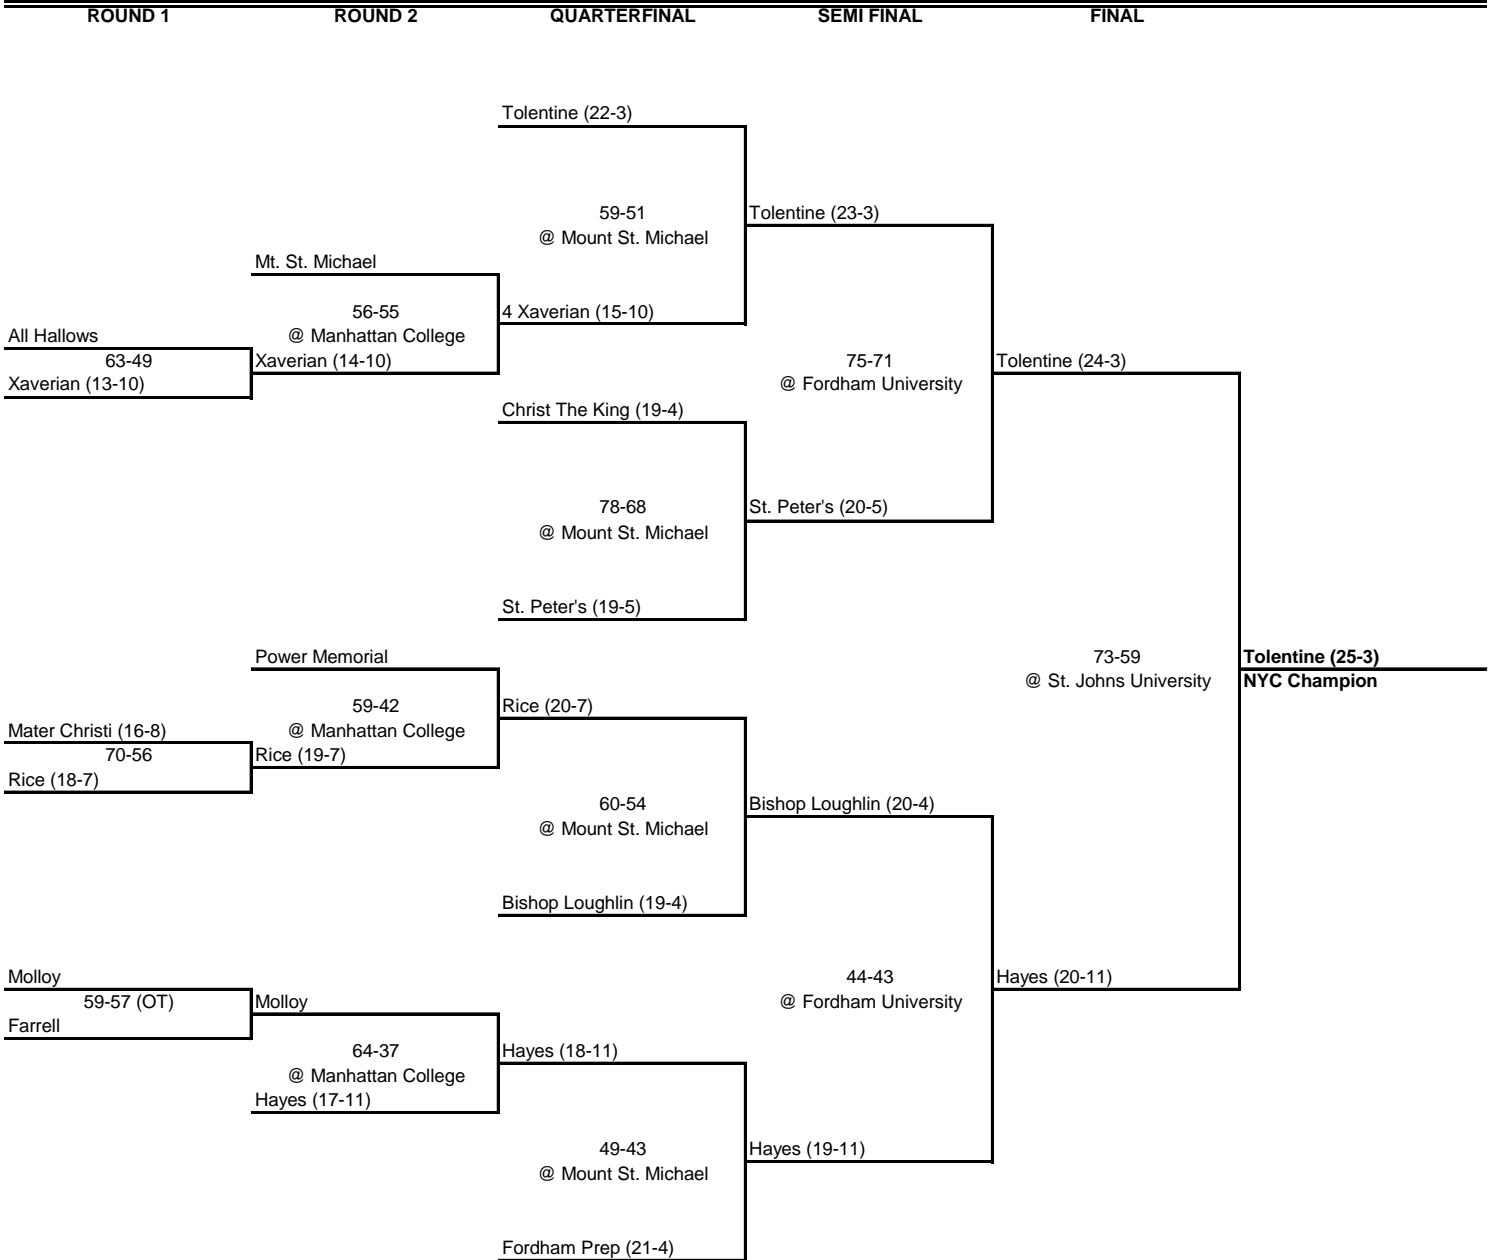 ROUND 1 ROUND 2 QUARTERFINAL SEMI FINAL FINAL
Tolentine (22-3)
59-51 Tolentine (23-3)
@ Mount St. Michael
Mt. St. Michael
56-55 4 Xaverian (15-10)
All Hallows @ Manhattan College
63-49 Xaverian (14-10) 75-71 Tolentine (24-3)
Xaverian (13-10) @ Fordham University
Christ The King (19-4)
78-68 St. Peter's (20-5)
@ Mount St. Michael
St. Peter's (19-5)
Power Memorial 73-59 Tolentine (25-3)
@ St. Johns University NYC Champion
59-42 Rice (20-7)
Mater Christi (16-8) @ Manhattan College
70-56 Rice (19-7)
Rice (18-7)
60-54 Bishop Loughlin (20-4)
@ Mount St. Michael
Bishop Loughlin (19-4)
Molloy 44-43 Hayes (20-11)
59-57 (OT) Molloy @ Fordham University
Farrell
64-37 Hayes (18-11)
@ Manhattan College
Hayes (17-11)
49-43 Hayes (19-11)
@ Mount St. Michael
Fordham Prep (21-4)